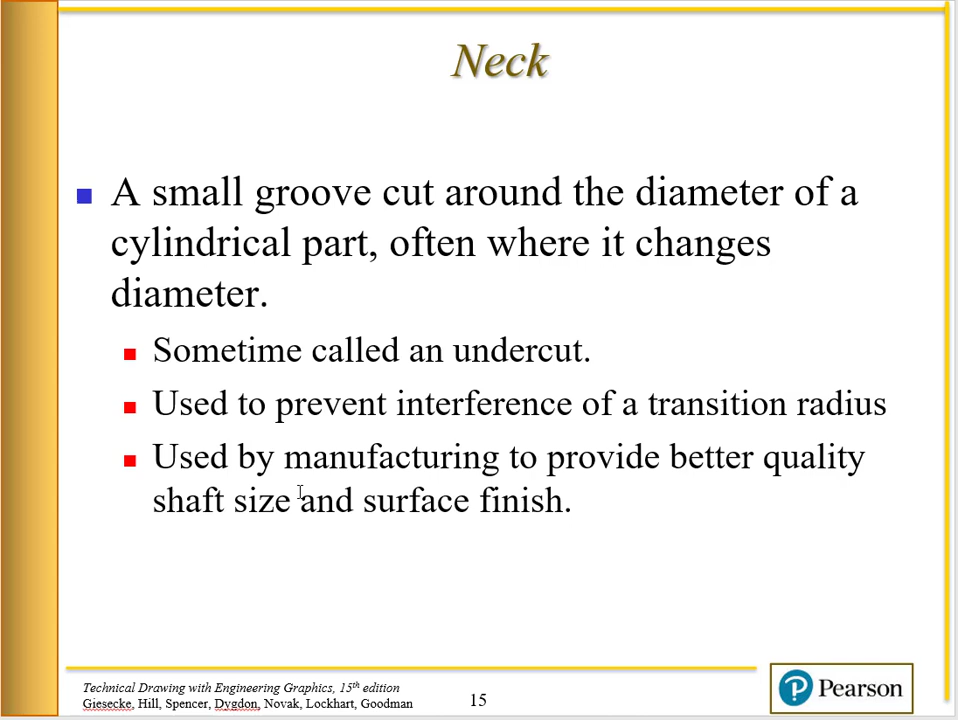 Neck
A small groove cut around the diameter of a
cylindrical part, often where it changes
diameter.
Sometime called an undercut.
Used to prevent interference of a transition radius
Used by manufacturing to provide better quality
shaft size and surface finish.
Technical Drawing with Engineering Graphics, 15th edition
Giesecke, Hill, Spencer, Dygdon, Novak, Lockhart, Goodman
15
P Pearson